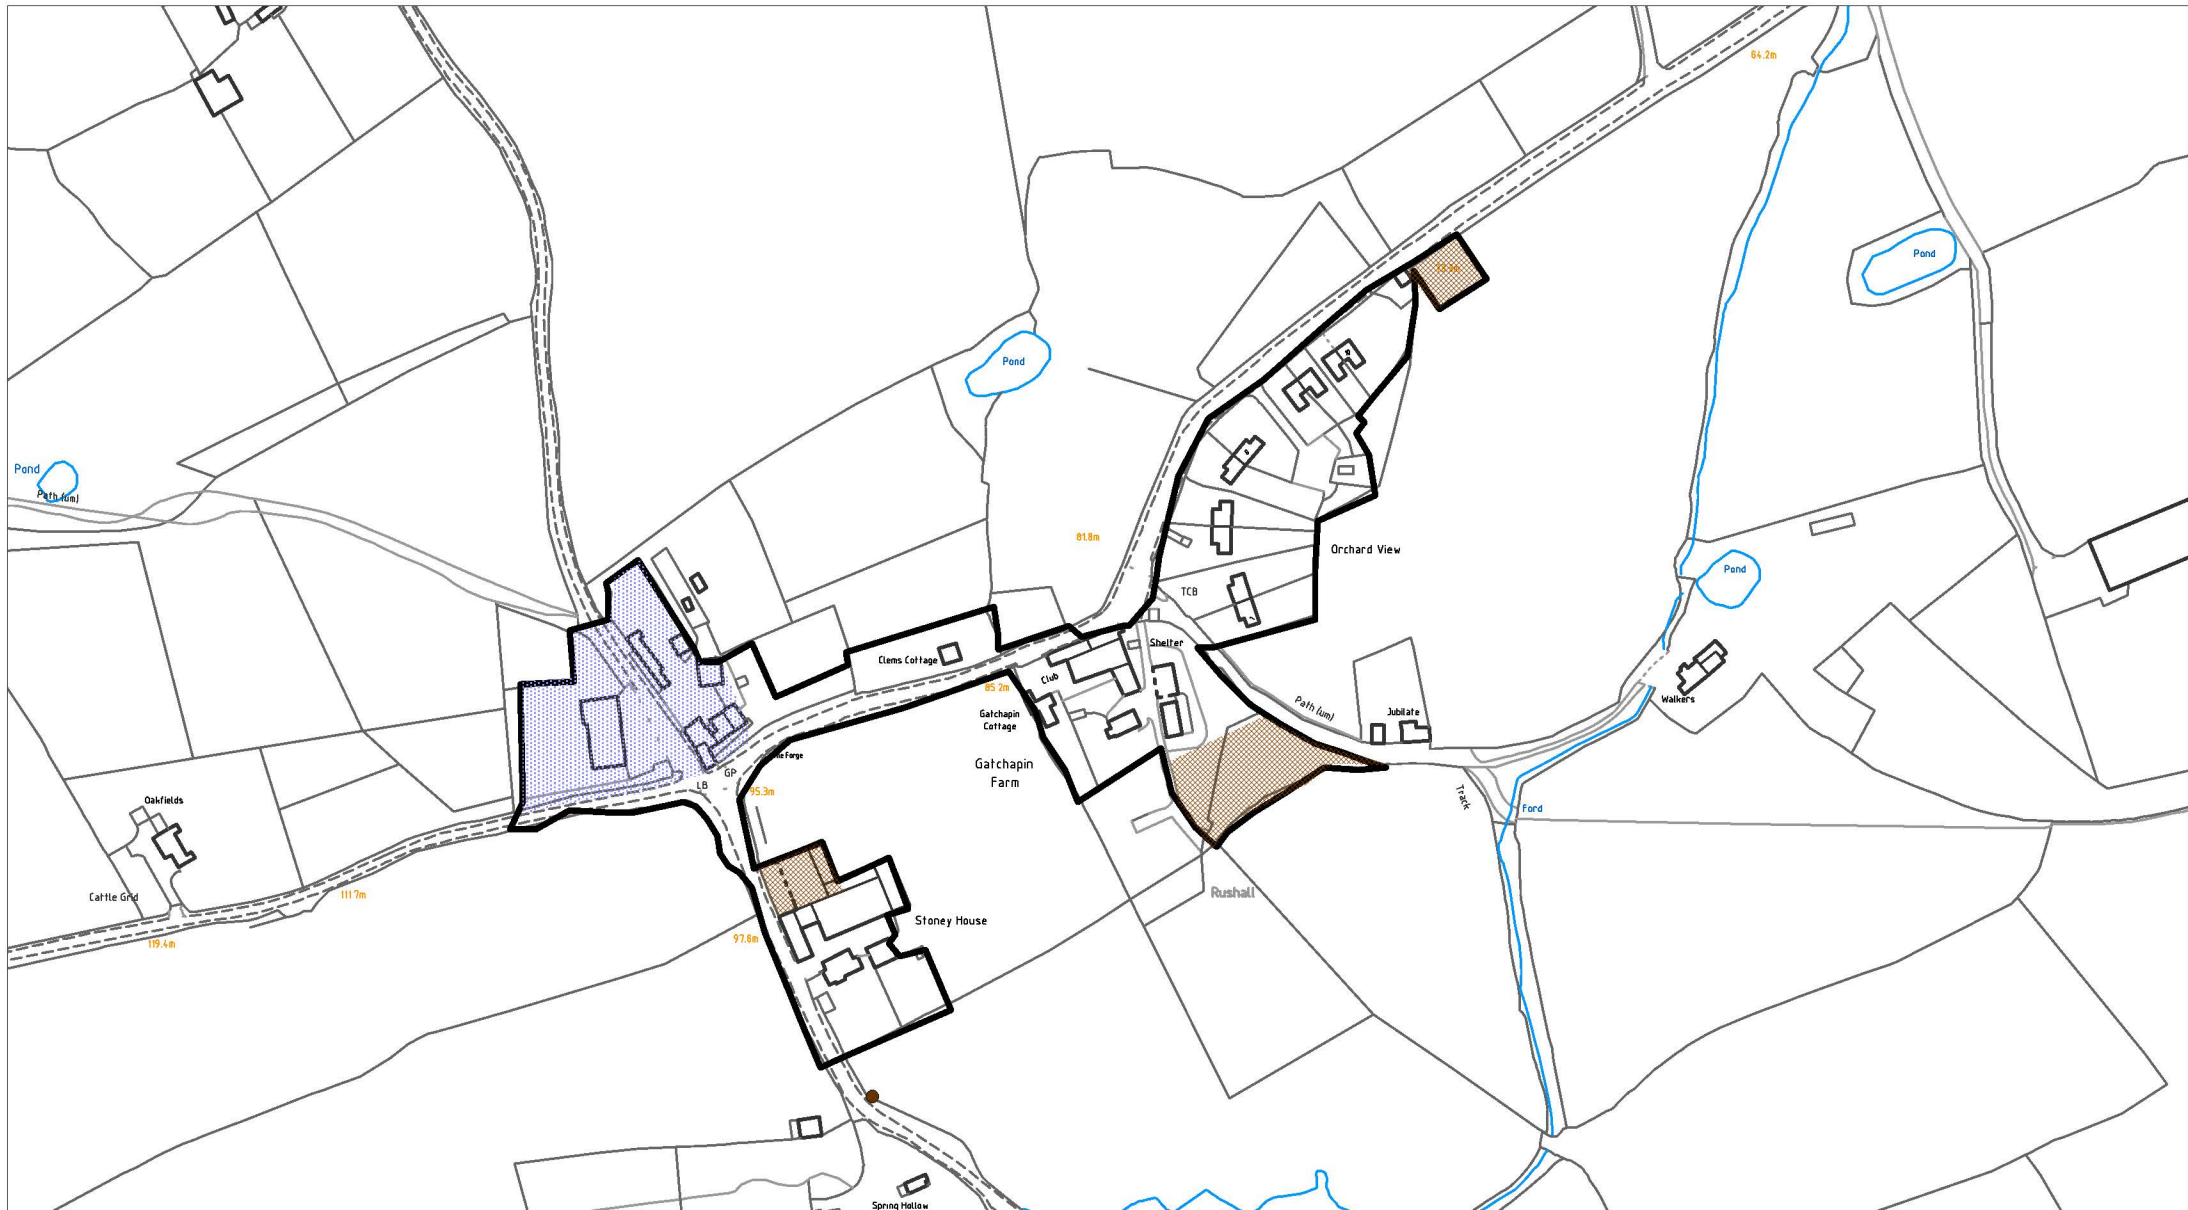 64.2m
Pond
Pond
Pond
Path (um)
81.8m
Orchard View
Pond
TCB
Shelter
Clems Cottage
Club
85.2m
Gatchapin
Cottage
Path (um)
Jubilate
Walkers
GP
LB
Gatchapin
Farm
95.3m
Track
Ford
Oakfields
Cattle Grid
111.7m
119.4m
97.6m
Stoney House
Rushall
Spring Hollow